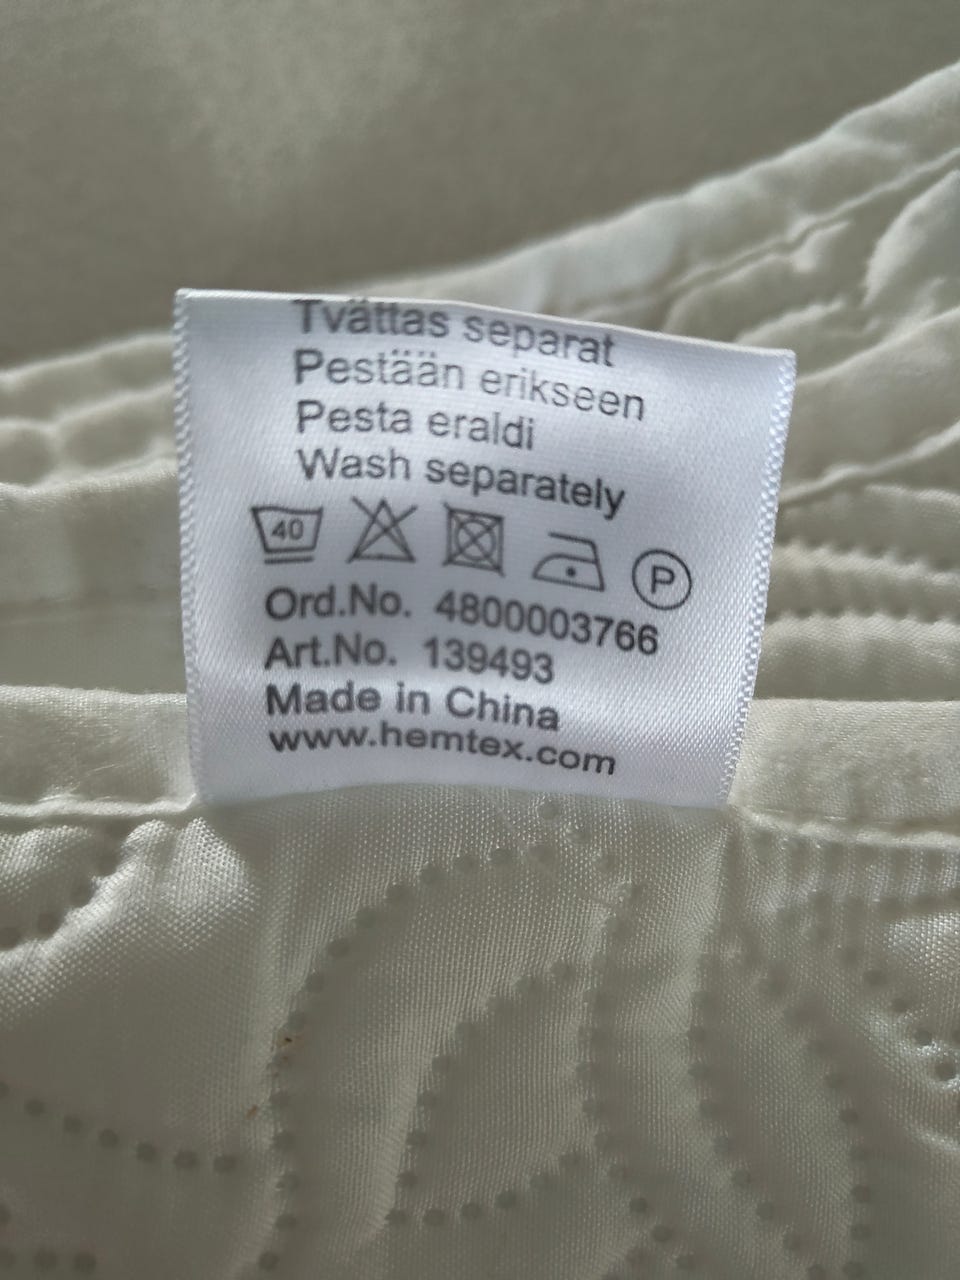 Tvättas separat
Pestään erikseen
Pesta eraldi
Wash separately
40 P
Ord.No. 4800003766
Art.No. 139493
Made in China
www.hemtex.com